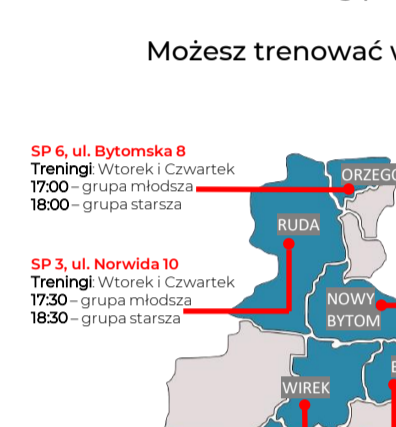 Możesz trenować
SP 6, ul. Bytomska 8
Treningi: Wtorek i Czwartek
17:00 – grupa młodsza
18:00 – grupa starsza
ORZEGO
RUDA
SP 3, ul. Norwida 10
Treningi: Wtorek i Czwartek
17:30 – grupa młodsza
18:30 – grupa starsza
NOWY
BYTOM
WIREK